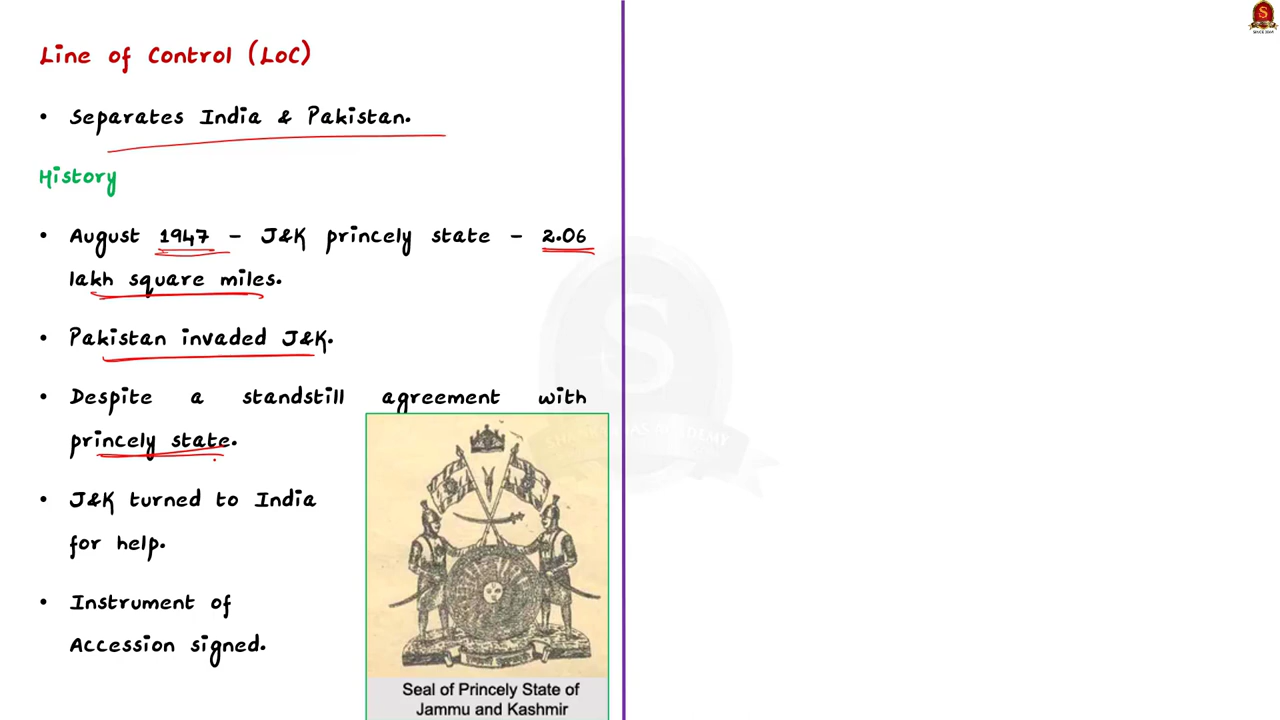 Line of Control (LoC)
• Separates India & Pakistan.
History
• August 1947 – J&K princely state – 2.06
lakh square miles.
• Pakistan invaded J&K.
• Despite a standstill agreement with
princely state.
• J&K turned to India
for help.
• Instrument of
Accession signed.
Seal of Princely State of
Jammu and Kashmir
S